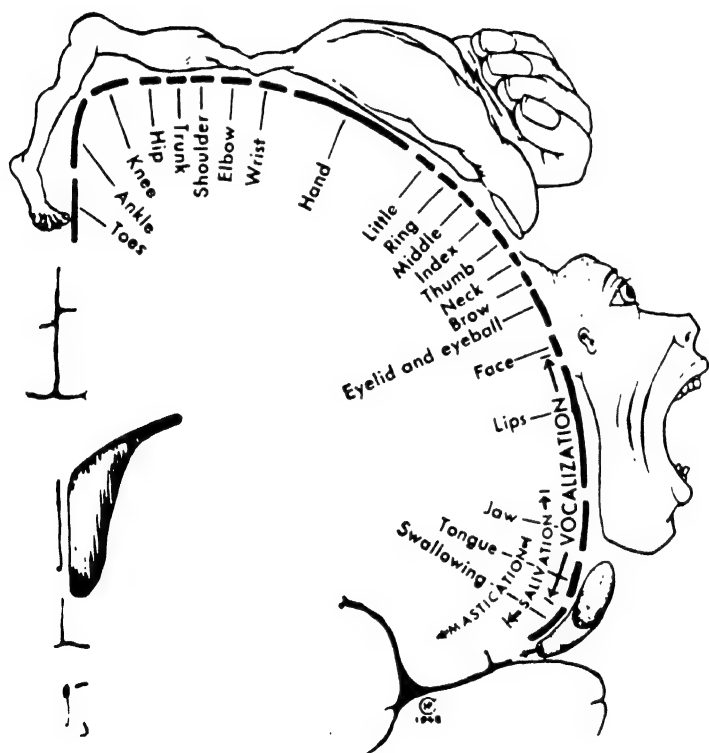 Toes
Ankle
Knee
Hip
Trunk
Shoulder
Elbow
Wrist
Hand
Little
Ring
Middle
Index
Thumb
Neck
Brow
Eyelid and eyeball
Face
Lips
VOCALIZATION
Jaw
SALIVATION
Tongue
MASTICATION
Swallowing